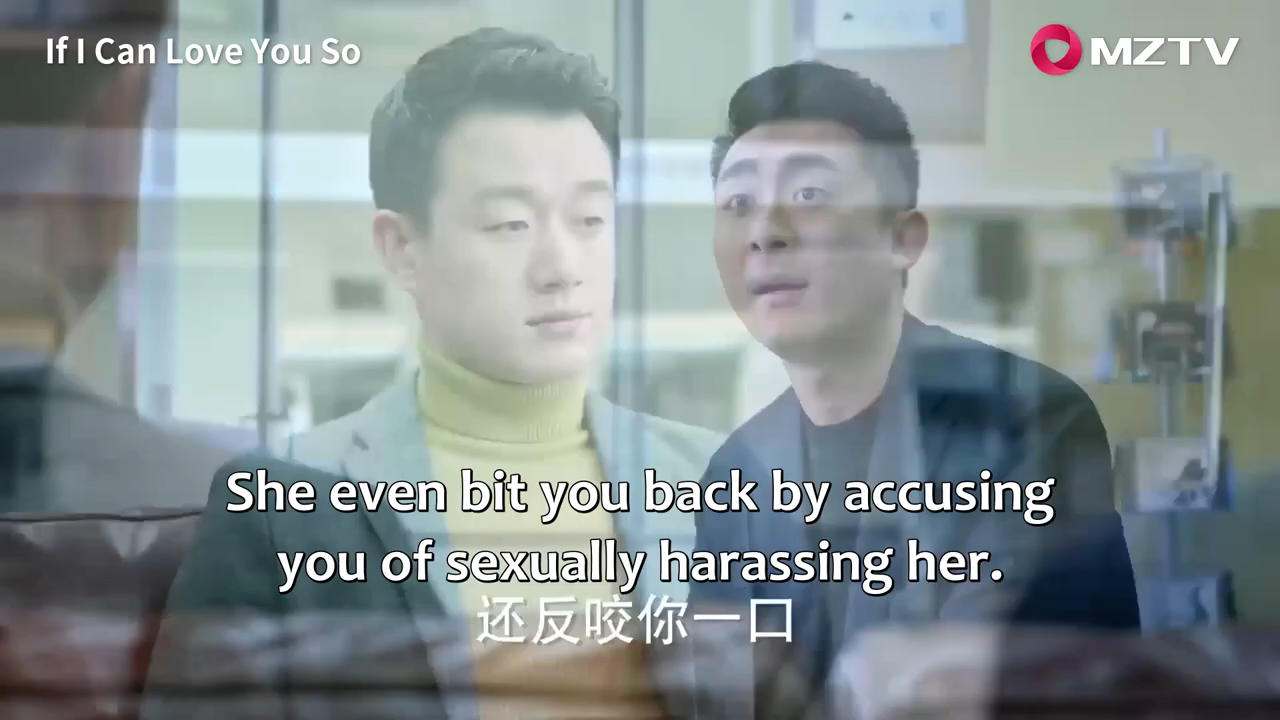 If I Can Love You So
MZTV
She even bit you back by accusing
you of sexually harassing her.
还反咬你一口